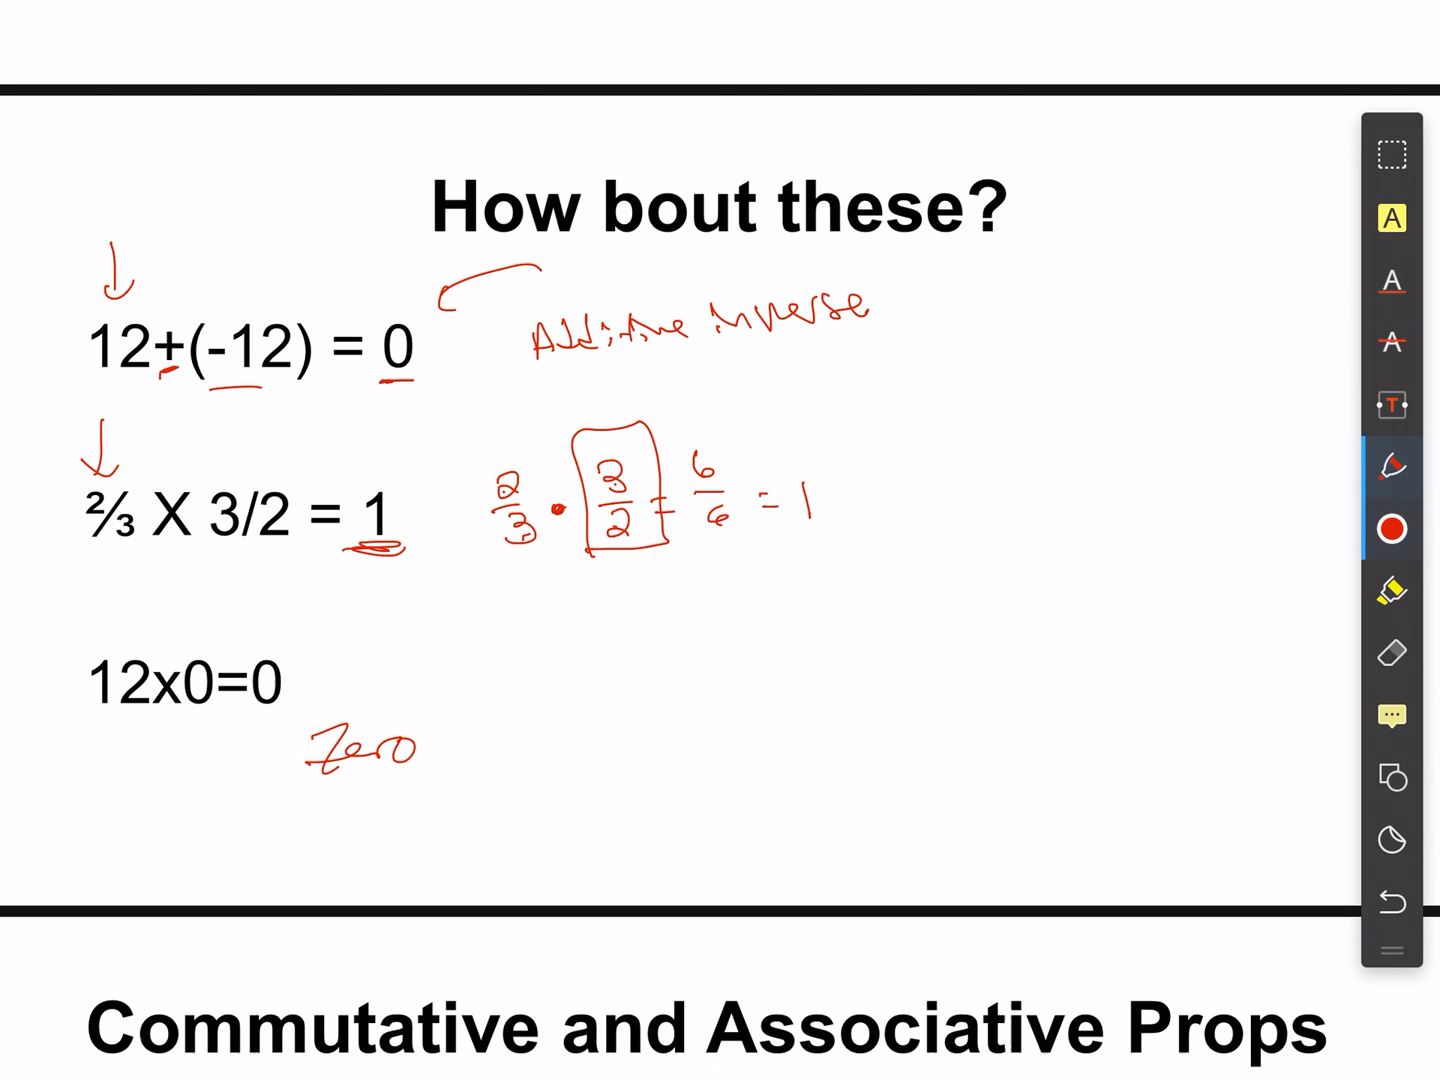 How bout these?
12+(-12) = 0
Additive inverse
⅔ X 3/2 = 1
2/3 • 3/2 = 6/6 = 1
12x0=0
Zero
Commutative and Associative Props
A
A
A
T